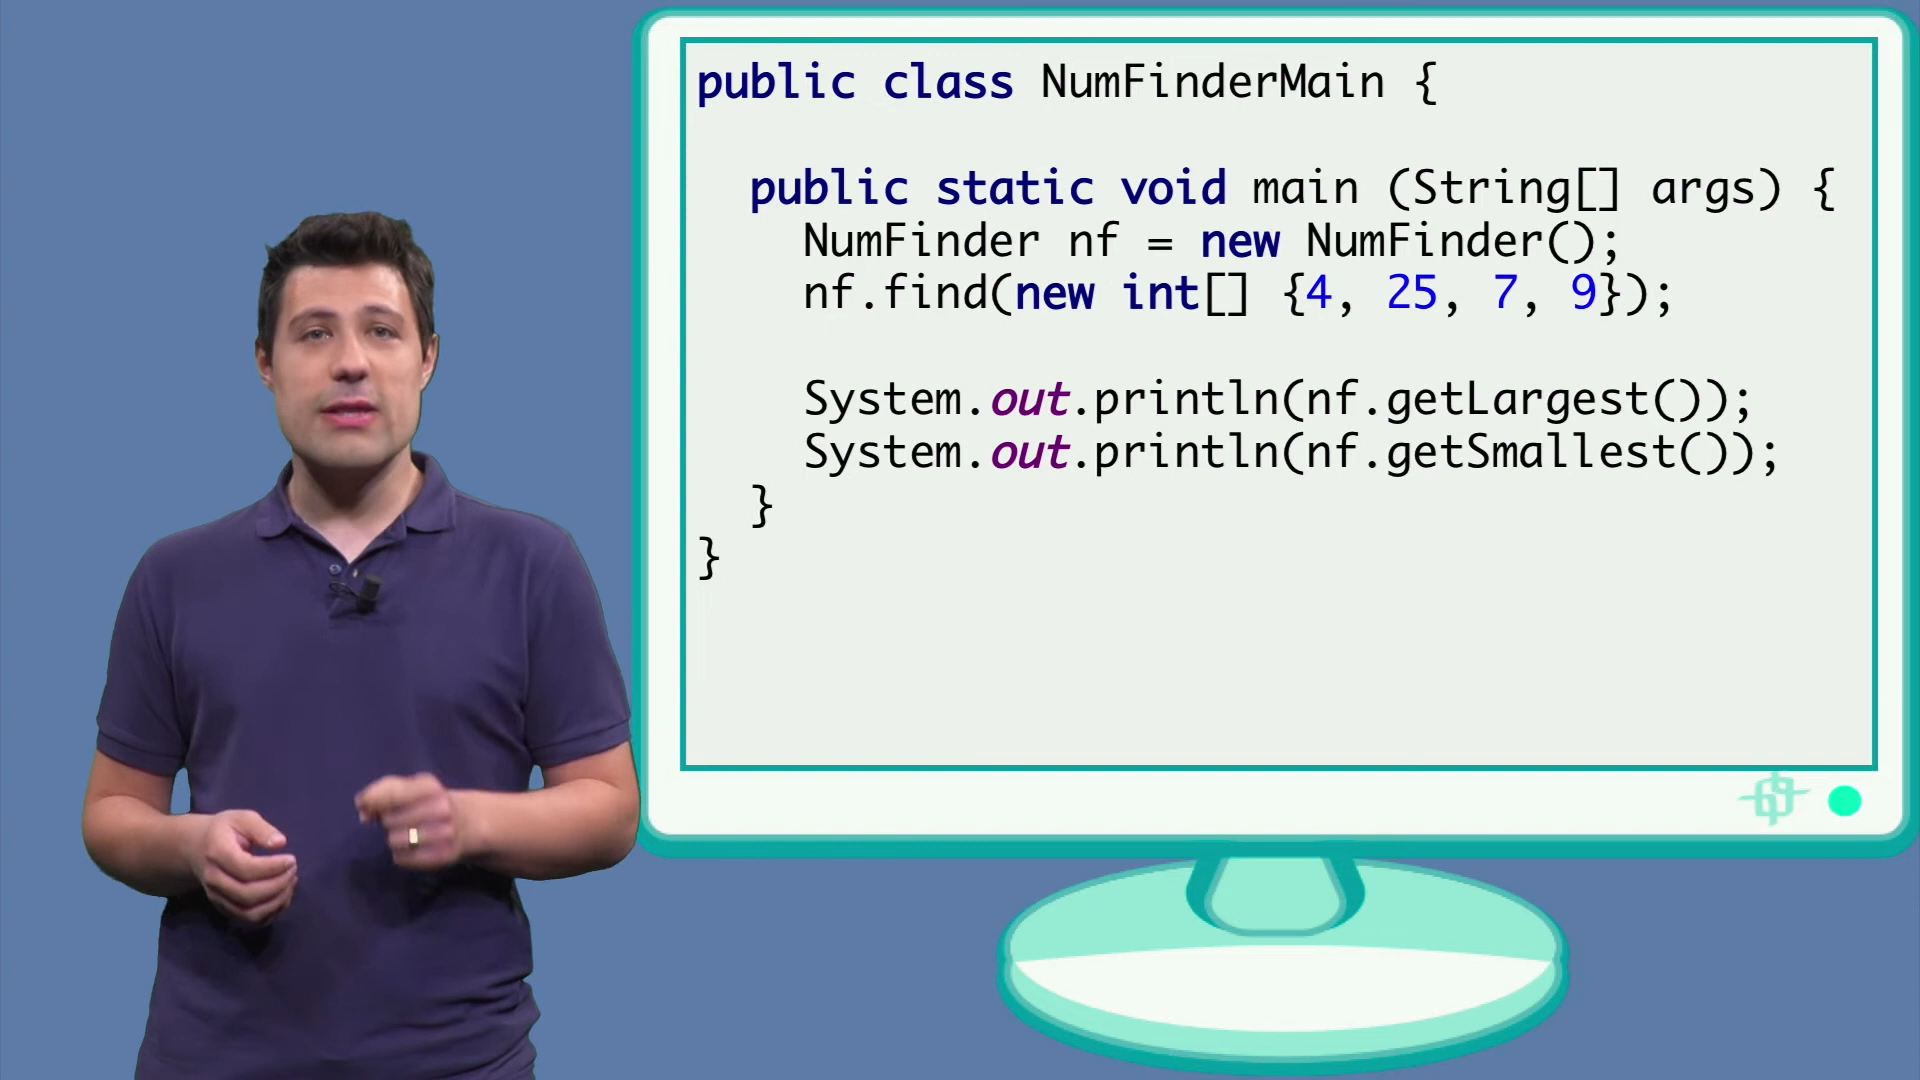 public class NumFinderMain {
public static void main (String[] args) {
NumFinder nf = new NumFinder();
nf.find(new int[] {4, 25, 7, 9});
System.out.println(nf.getLargest());
System.out.println(nf.getSmallest());
}
}